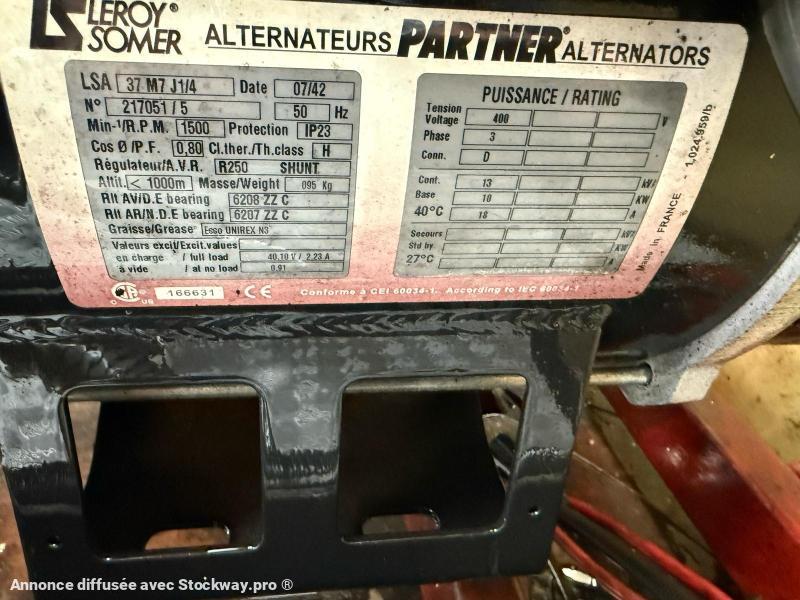 LEROY® SOMER ALTERNATEURS PARTNER® ALTERNATORS
LSA 37 M7 J1/4 Date 07/42
N° 217051 / 5 50 Hz
Min-¹/R.P.M. 1500 Protection IP23
Cos Ø /P.F. 0,80 Cl.ther./Th.class H
Régulateur/A.V.R. R250 SHUNT
Altit. < 1000m Masse/Weight 095 Kg
Rlt AV/D.E bearing 6208 ZZ C
Rlt AR/N.D.E bearing 6207 ZZ C
Graisse/Grease Esso UNIREX N3
Valeurs excit/Excit.values
en charge / full load 40.10 V / 2.23 A
à vide / at no load 0.91
PUISSANCE / RATING
Tension
Voltage 400 V
Phase 3
Conn. D
Cont. 13
Base 10 KW
40°C 18 A
Secours
Std by KW
27°C A
Made in FRANCE
1,024,959/b
166631 CE Conforme à CEI 60034-1. According to IEC 60034-1
C US
Annonce diffusée avec Stockway.pro ®